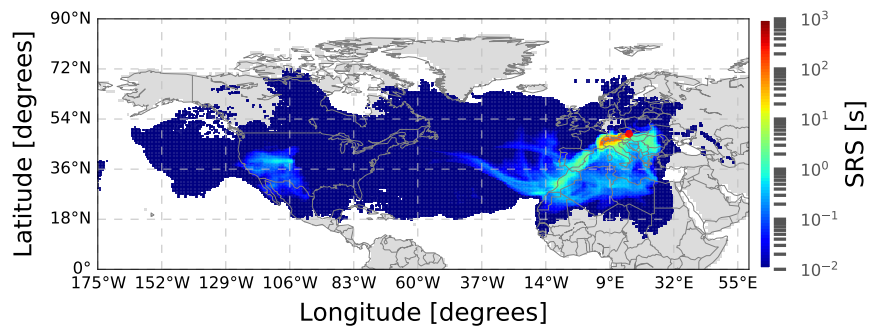 90°N
72°N
54°N
36°N
18°N
0°
175°W 152°W 129°W 106°W 83°W 60°W 37°W 14°W 9°E 32°E 55°E
Longitude [degrees]
Latitude [degrees]
10³
10²
10¹
10⁰
10⁻¹
10⁻²
SRS [s]